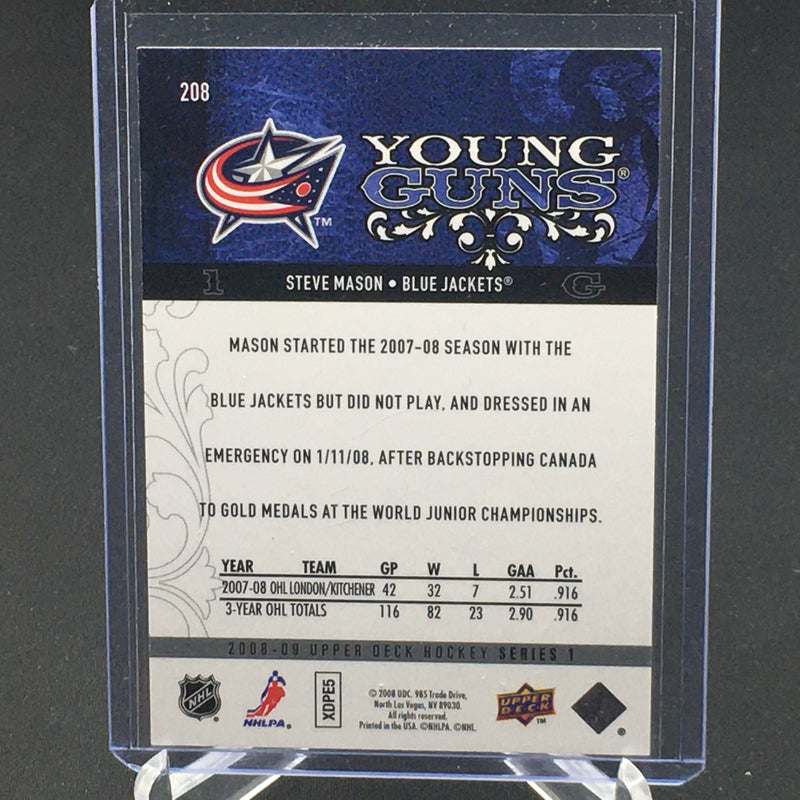 208
YOUNG
GUNS®
TM
1 STEVE MASON • BLUE JACKETS® G
MASON STARTED THE 2007-08 SEASON WITH THE
BLUE JACKETS BUT DID NOT PLAY, AND DRESSED IN AN
EMERGENCY ON 1/11/08, AFTER BACKSTOPPING CANADA
TO GOLD MEDALS AT THE WORLD JUNIOR CHAMPIONSHIPS.
YEAR TEAM GP W L GAA Pct.
2007-08 OHL LONDON/KITCHENER 42 32 7 2.51 .916
3-YEAR OHL TOTALS 116 82 23 2.90 .916
2008-09 UPPER DECK HOCKEY SERIES 1
NHL
NHLPA®
XDPE5
© 2008 UDC. 985 Trade Drive,
North Las Vegas, NV 89030.
All rights reserved.
Printed in the USA. ©NHLPA. ©NHL.
UPPER
DECK
TM
®